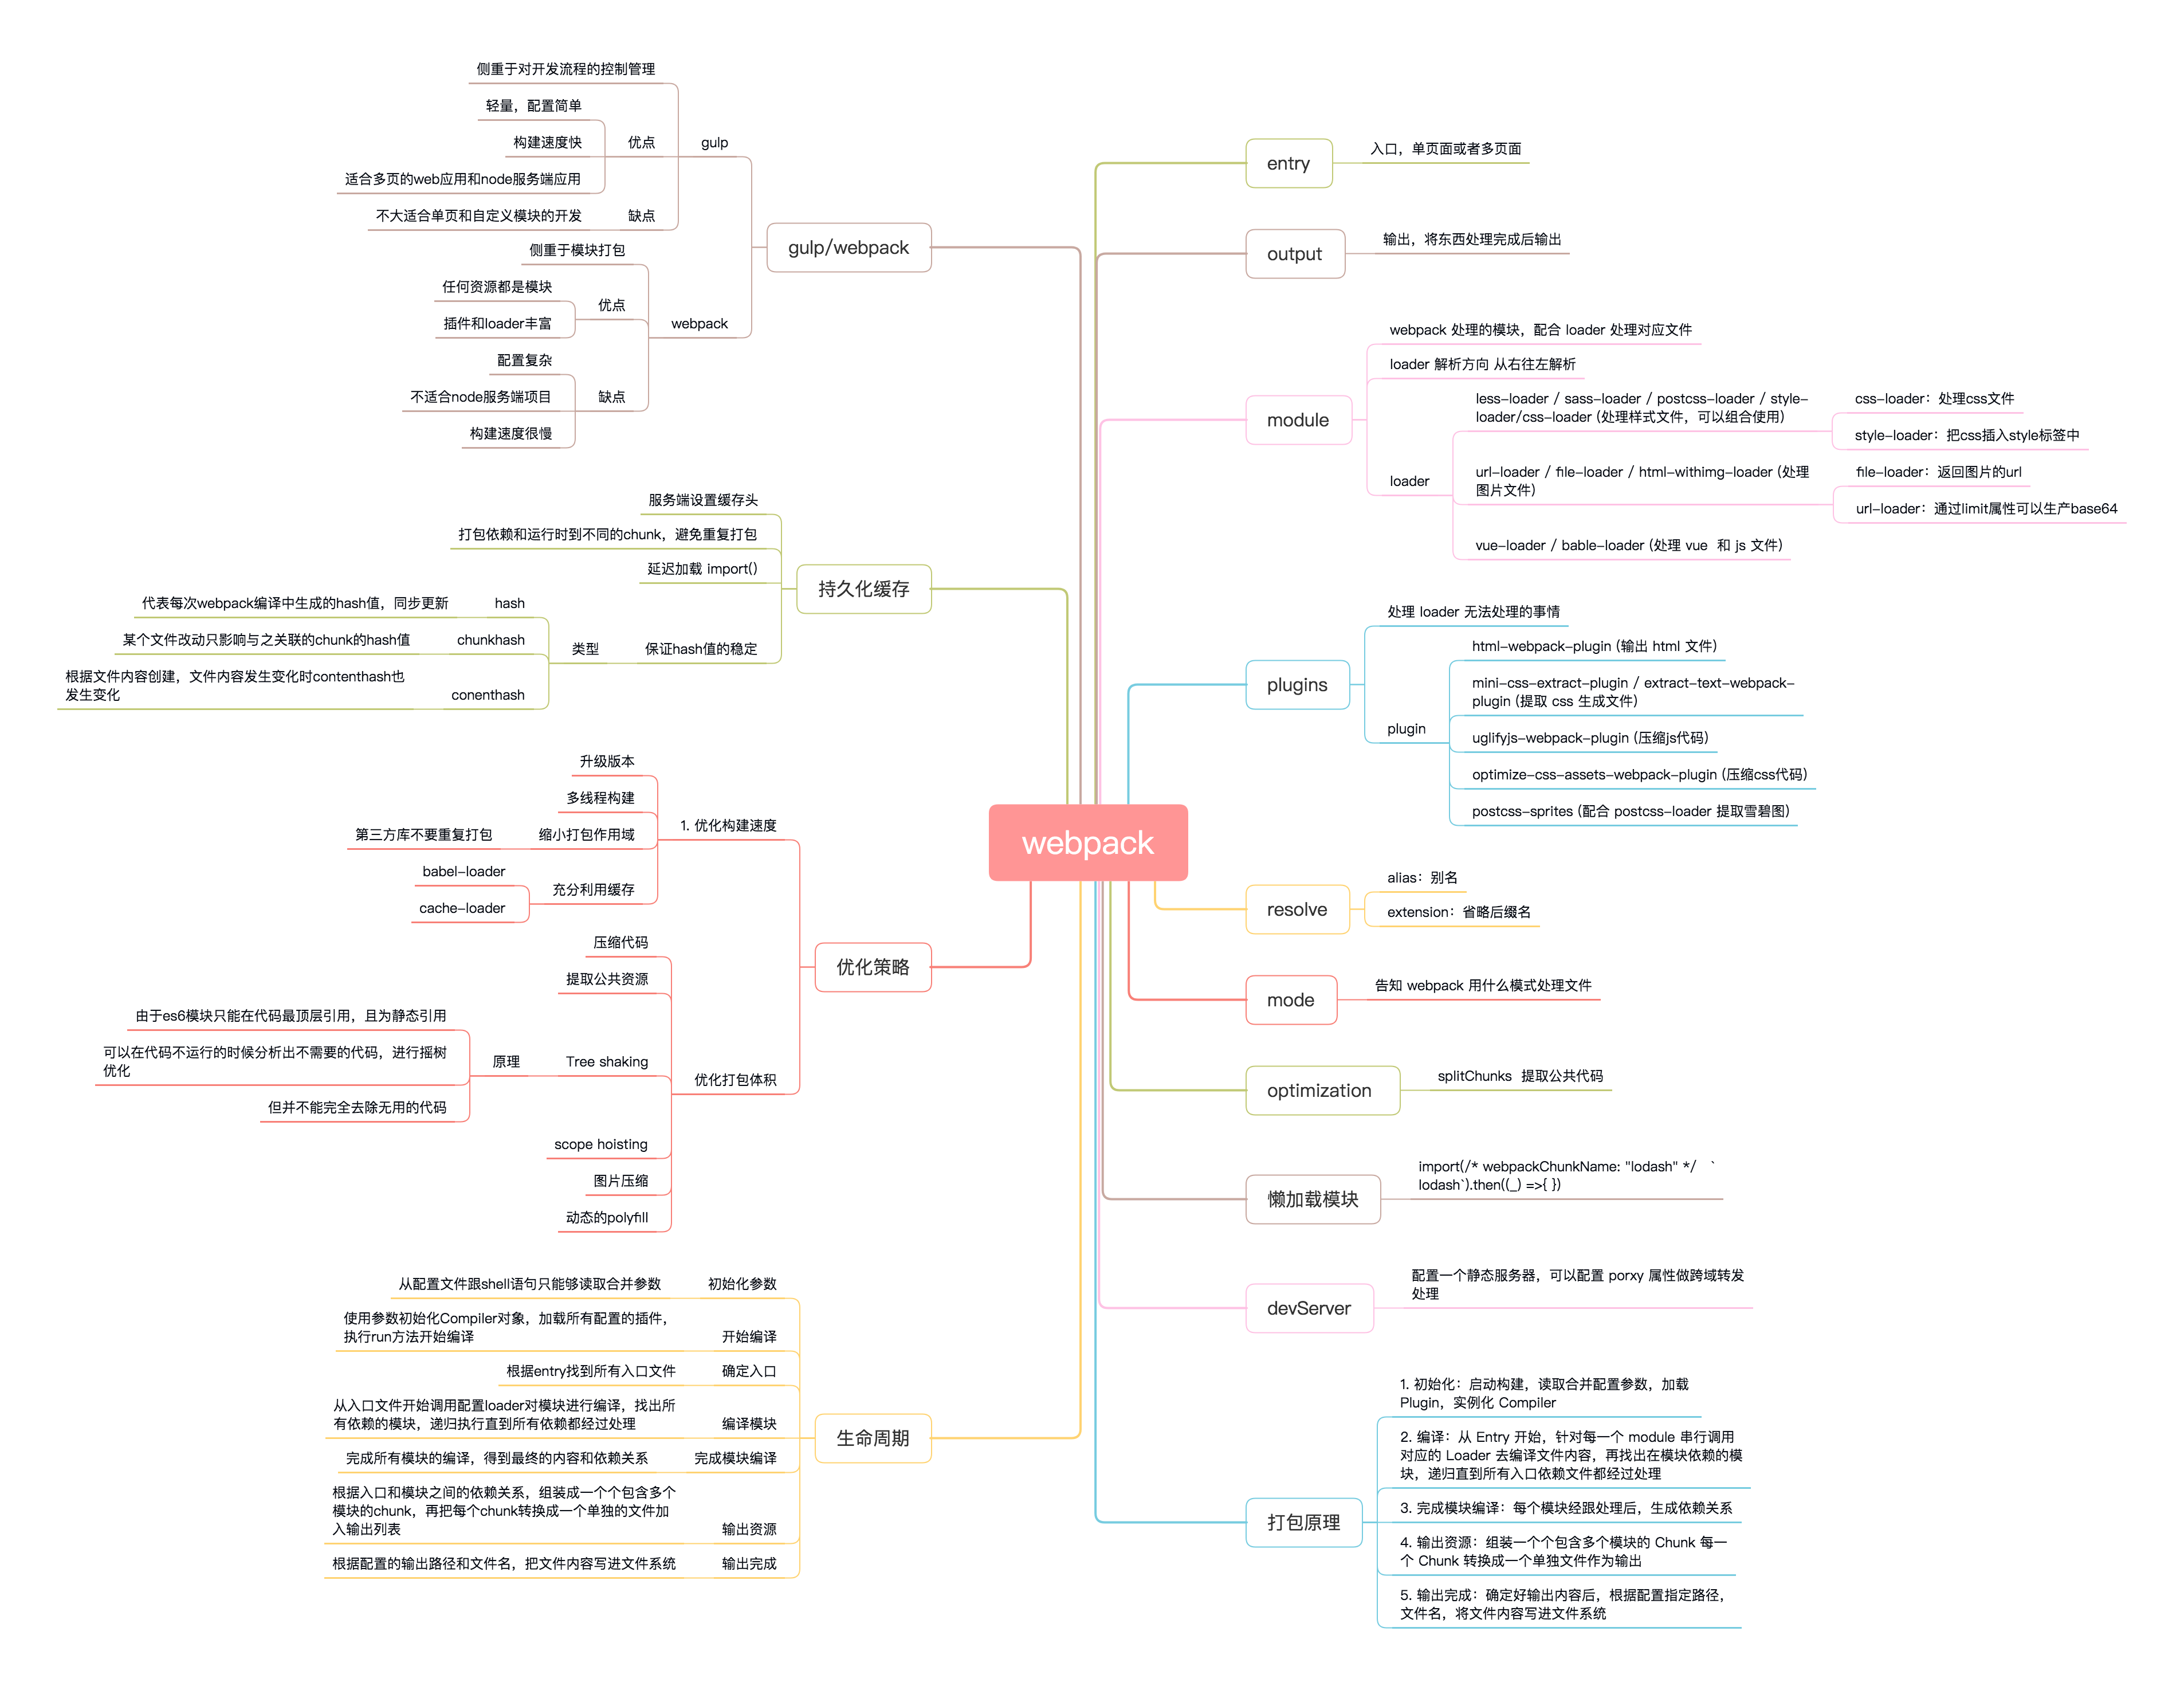 webpack
entry
入口，单页面或者多页面
output
输出，将东西处理完成后输出
module
webpack 处理的模块，配合 loader 处理对应文件
loader 解析方向 从右往左解析
loader
less-loader / sass-loader / postcss-loader / style-
loader/css-loader (处理样式文件，可以组合使用)
css-loader：处理css文件
style-loader：把css插入style标签中
url-loader / file-loader / html-withimg-loader (处理
图片文件)
file-loader：返回图片的url
url-loader：通过limit属性可以生产base64
vue-loader / bable-loader (处理 vue  和 js 文件)
plugins
处理 loader 无法处理的事情
plugin
html-webpack-plugin (输出 html 文件)
mini-css-extract-plugin / extract-text-webpack-
plugin (提取 css 生成文件)
uglifyjs-webpack-plugin (压缩js代码)
optimize-css-assets-webpack-plugin (压缩css代码)
postcss-sprites (配合 postcss-loader 提取雪碧图)
resolve
alias：别名
extension：省略后缀名
mode
告知 webpack 用什么模式处理文件
optimization
splitChunks  提取公共代码
懒加载模块
import(/* webpackChunkName: "lodash" */   `
lodash`).then((_) =>{ })
devServer
配置一个静态服务器，可以配置 porxy 属性做跨域转发
处理
打包原理
1. 初始化：启动构建，读取合并配置参数，加载
Plugin，实例化 Compiler
2. 编译：从 Entry 开始，针对每一个 module 串行调用
对应的 Loader 去编译文件内容，再找出在模块依赖的模
块，递归直到所有入口依赖文件都经过处理
3. 完成模块编译：每个模块经跟处理后，生成依赖关系
4. 输出资源：组装一个个包含多个模块的 Chunk 每一
个 Chunk 转换成一个单独文件作为输出
5. 输出完成：确定好输出内容后，根据配置指定路径，
文件名，将文件内容写进文件系统
gulp/webpack
gulp
侧重于对开发流程的控制管理
优点
轻量，配置简单
构建速度快
适合多页的web应用和node服务端应用
缺点
不大适合单页和自定义模块的开发
webpack
侧重于模块打包
优点
任何资源都是模块
插件和loader丰富
缺点
配置复杂
不适合node服务端项目
构建速度很慢
持久化缓存
服务端设置缓存头
打包依赖和运行时到不同的chunk，避免重复打包
延迟加载 import()
保证hash值的稳定
类型
hash
代表每次webpack编译中生成的hash值，同步更新
chunkhash
某个文件改动只影响与之关联的chunk的hash值
conenthash
根据文件内容创建，文件内容发生变化时contenthash也
发生变化
优化策略
1. 优化构建速度
升级版本
多线程构建
缩小打包作用域
第三方库不要重复打包
充分利用缓存
babel-loader
cache-loader
优化打包体积
压缩代码
提取公共资源
Tree shaking
原理
由于es6模块只能在代码最顶层引用，且为静态引用
可以在代码不运行的时候分析出不需要的代码，进行摇树
优化
但并不能完全去除无用的代码
scope hoisting
图片压缩
动态的polyfill
生命周期
初始化参数
从配置文件跟shell语句只能够读取合并参数
开始编译
使用参数初始化Compiler对象，加载所有配置的插件，
执行run方法开始编译
确定入口
根据entry找到所有入口文件
编译模块
从入口文件开始调用配置loader对模块进行编译，找出所
有依赖的模块，递归执行直到所有依赖都经过处理
完成模块编译
完成所有模块的编译，得到最终的内容和依赖关系
输出资源
根据入口和模块之间的依赖关系，组装成一个个包含多个
模块的chunk，再把每个chunk转换成一个单独的文件加
入输出列表
输出完成
根据配置的输出路径和文件名，把文件内容写进文件系统